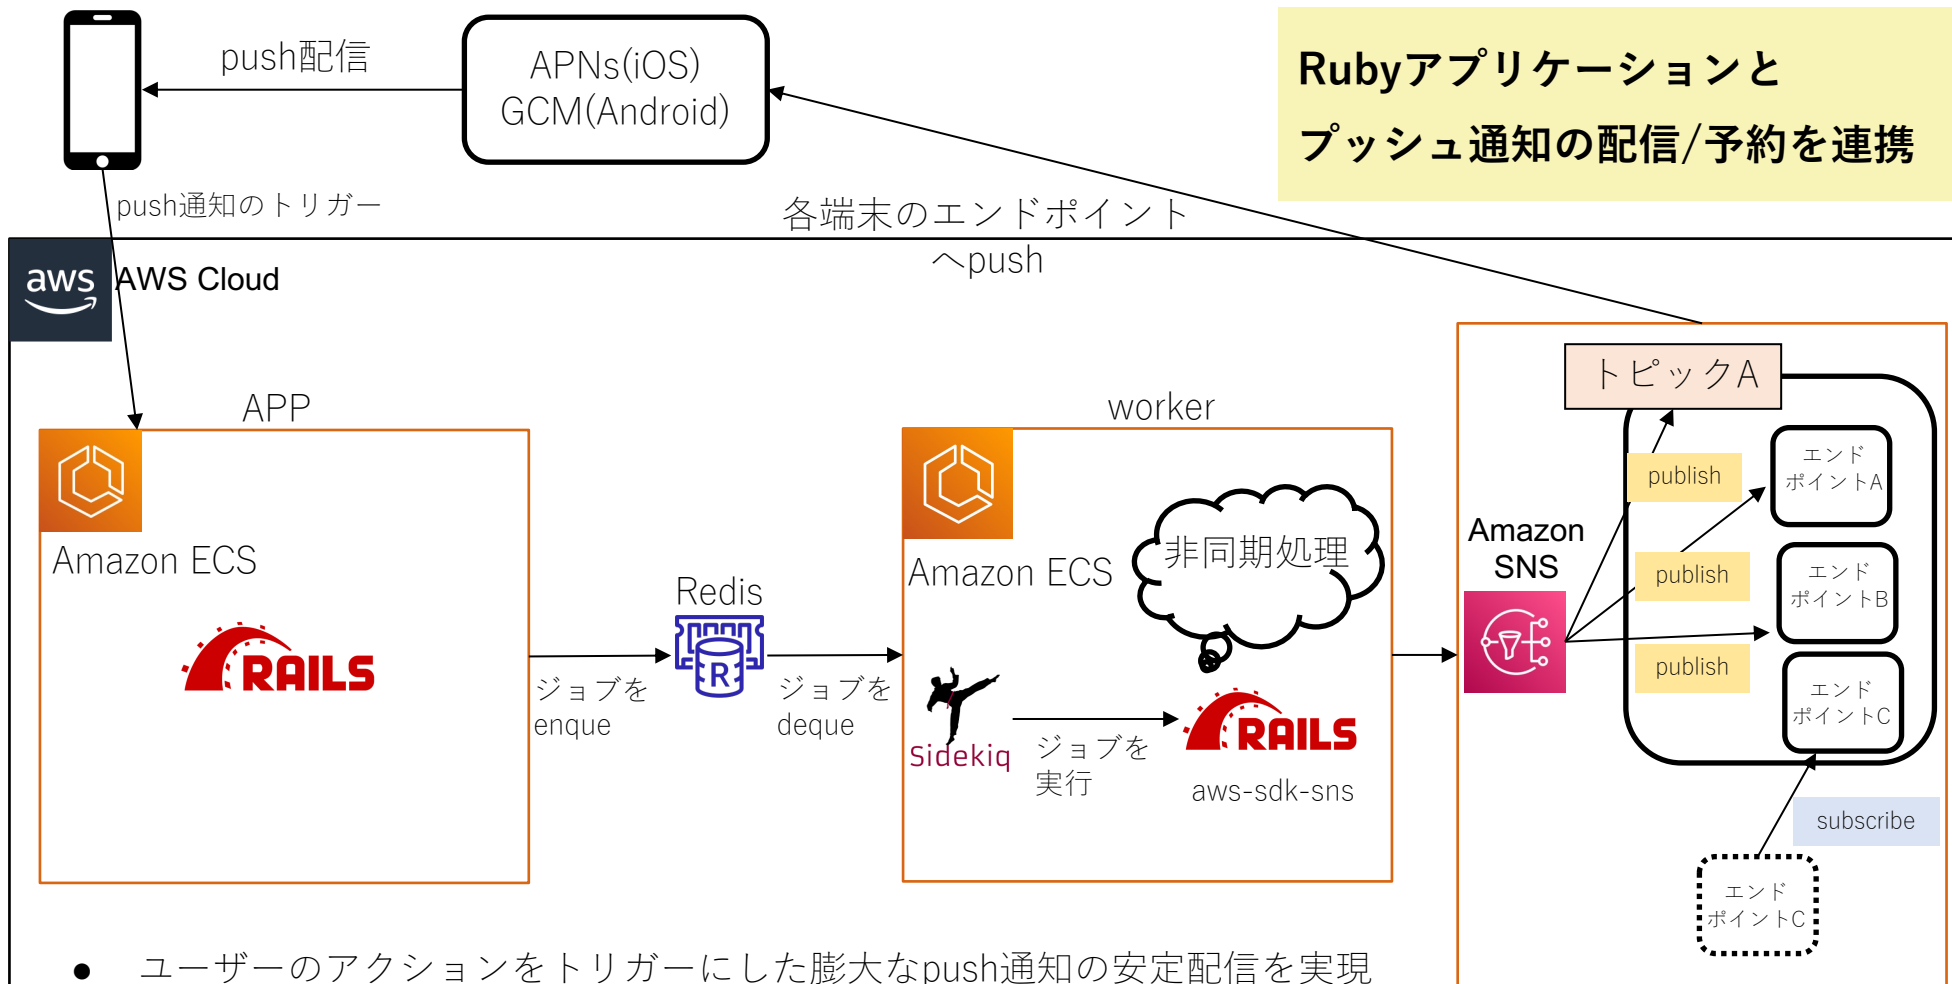 push配信
APNs(iOS)
GCM(Android)
Rubyアプリケーションと
プッシュ通知の配信/予約を連携
push通知のトリガー
各端末のエンドポイント
へpush
aws
AWS Cloud
APP
Amazon ECS
RAILS
ジョブを
enque
Redis
R
ジョブを
deque
worker
Amazon ECS
非同期処理
Sidekiq
ジョブを
実行
RAILS
aws-sdk-sns
Amazon
SNS
トピックA
publish
publish
publish
エンド
ポイントA
エンド
ポイントB
エンド
ポイントC
subscribe
エンド
ポイントC
● ユーザーのアクションをトリガーにした膨大なpush通知の安定配信を実現